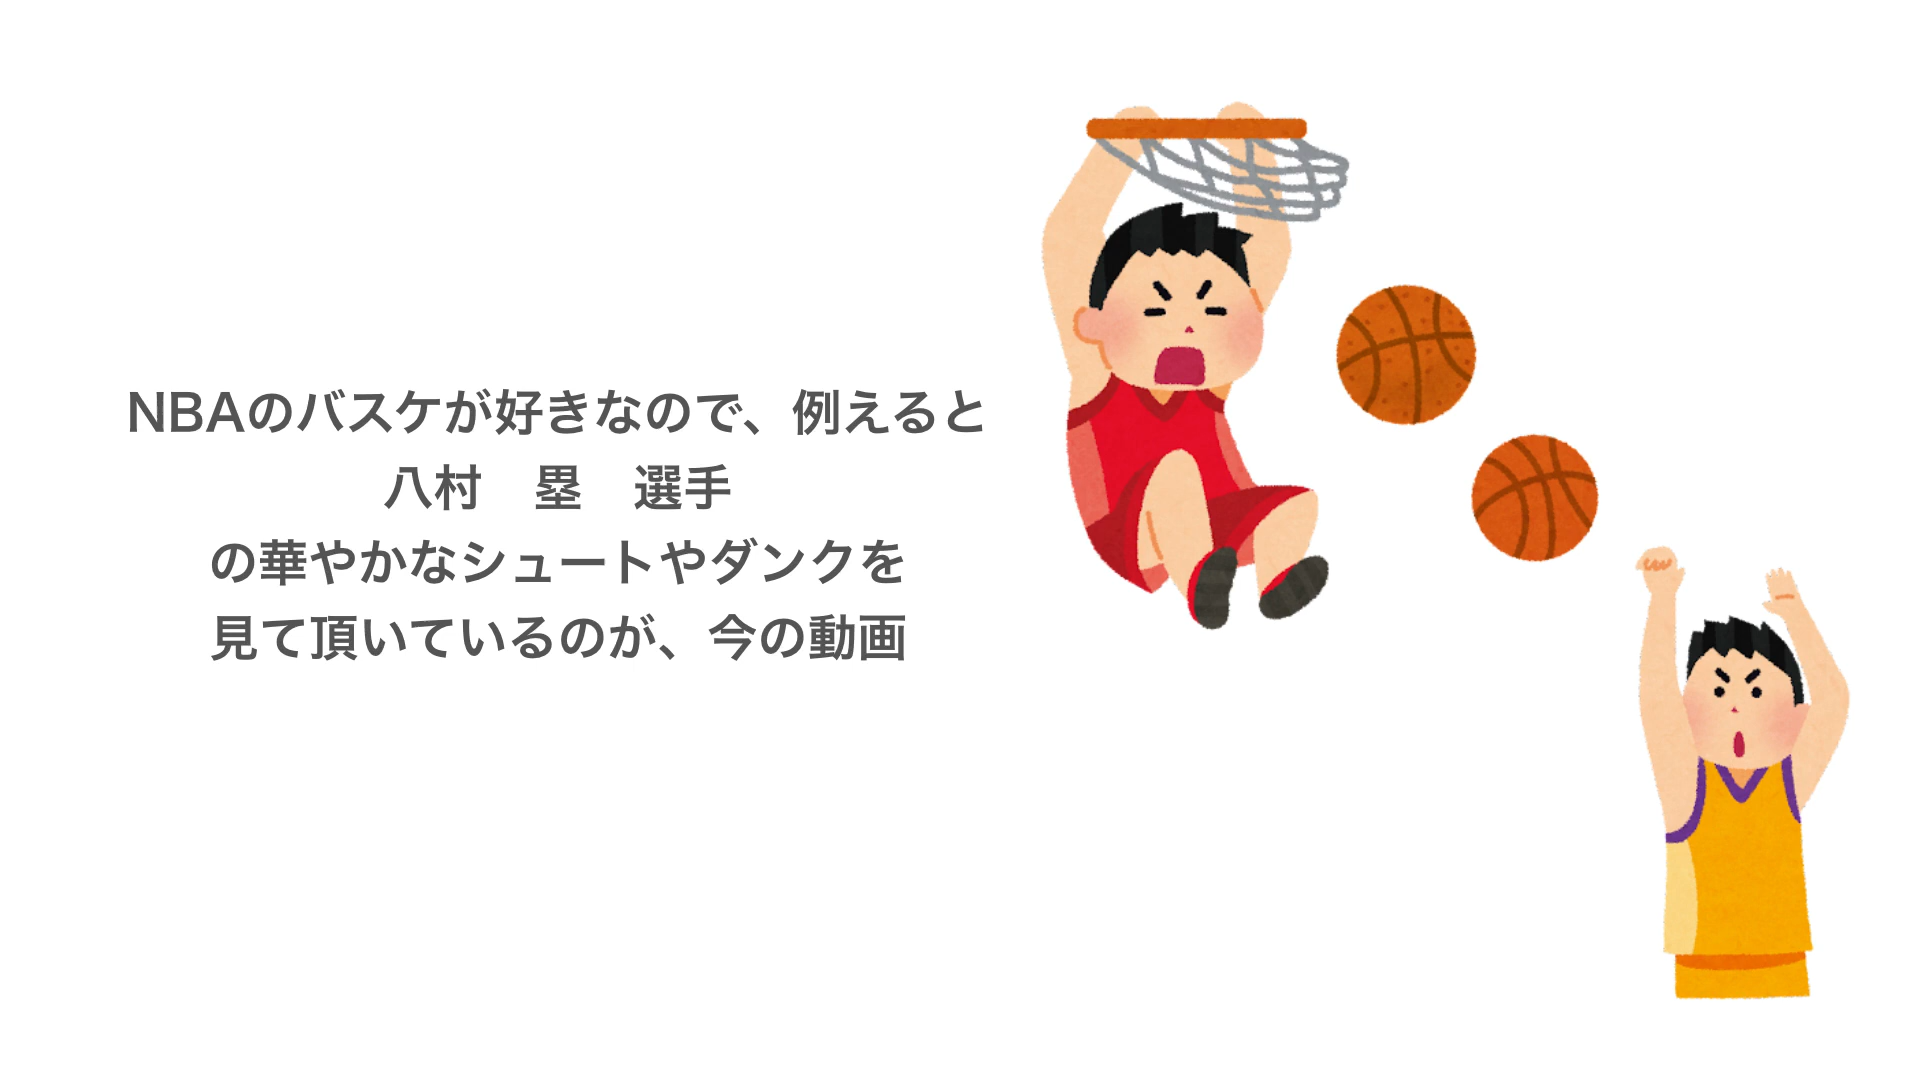 NBAのバスケが好きなので、例えると
八村　塁　選手
の華やかなシュートやダンクを
見て頂いているのが、今の動画